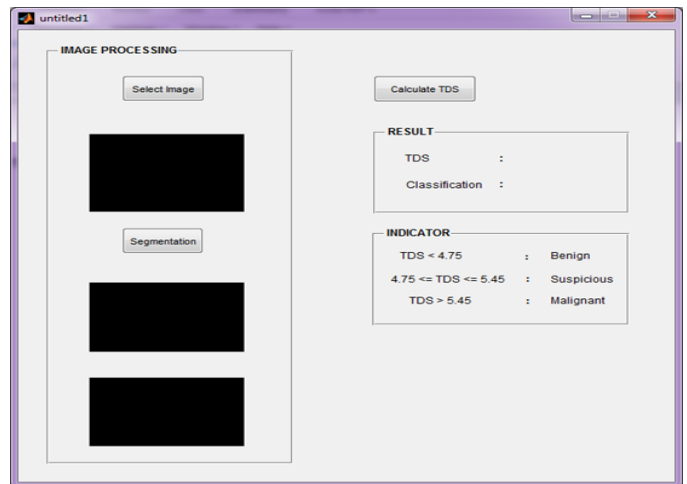 untitled1
IMAGE PROCESSING
Select Image
Segmentation
Calculate TDS
RESULT
TDS :
Classification :
INDICATOR
TDS < 4.75 : Benign
4.75 <= TDS <= 5.45 : Suspicious
TDS > 5.45 : Malignant